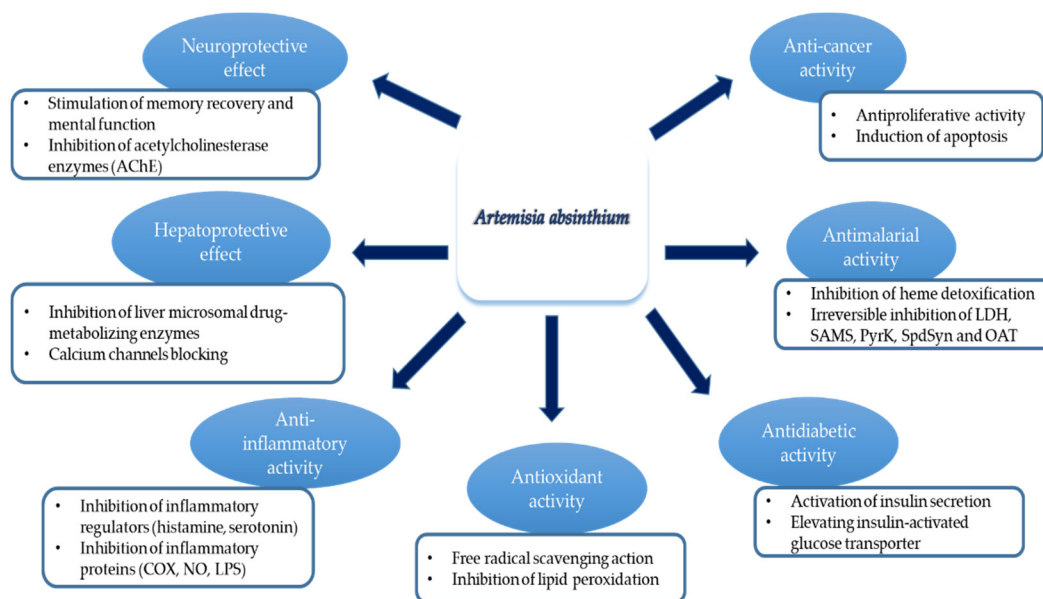 Neuroprotective
effect
• Stimulation of memory recovery and
mental function
• Inhibition of acetylcholinesterase
enzymes (AChE)
Anti-cancer
activity
• Antiproliferative activity
• Induction of apoptosis
Artemisia absinthium
Hepatoprotective
effect
• Inhibition of liver microsomal drug-
metabolizing enzymes
• Calcium channels blocking
Antimalarial
activity
• Inhibition of heme detoxification
• Irreversible inhibition of LDH,
SAMS, PyrK, SpdSyn and OAT
Anti-
inflammatory
activity
• Inhibition of inflammatory
regulators (histamine, serotonin)
• Inhibition of inflammatory
proteins (COX, NO, LPS)
Antioxidant
activity
• Free radical scavenging action
• Inhibition of lipid peroxidation
Antidiabetic
activity
• Activation of insulin secretion
• Elevating insulin-activated
glucose transporter